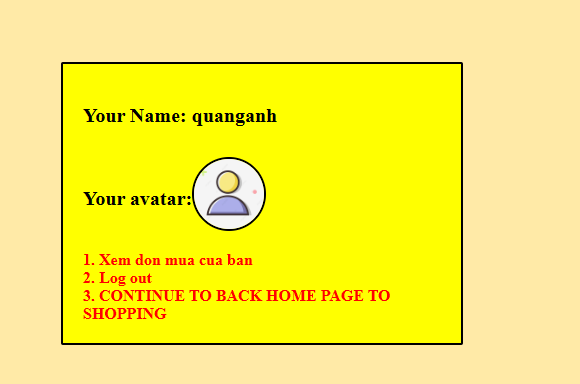 Your Name: quanganh
Your avatar:
1. Xem don mua cua ban
2. Log out
3. CONTINUE TO BACK HOME PAGE TO
SHOPPING